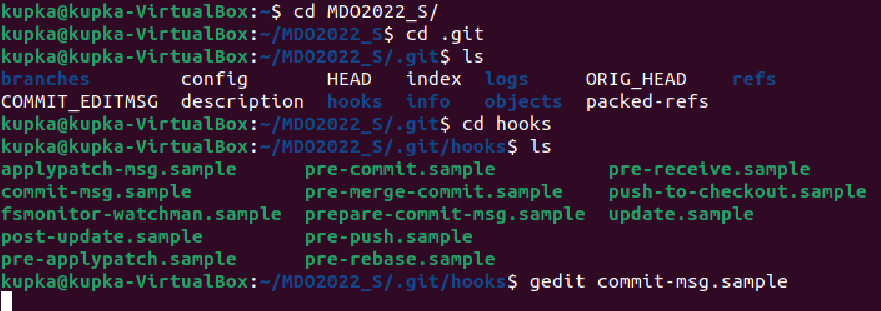 kupka@kupka-VirtualBox:~$ cd MDO2022_S/
kupka@kupka-VirtualBox:~/MDO2022_S$ cd .git
kupka@kupka-VirtualBox:~/MDO2022_S/.git$ ls
branches config HEAD index logs ORIG_HEAD refs
COMMIT_EDITMSG description hooks info objects packed-refs
kupka@kupka-VirtualBox:~/MDO2022_S/.git$ cd hooks
kupka@kupka-VirtualBox:~/MDO2022_S/.git/hooks$ ls
applypatch-msg.sample pre-commit.sample pre-receive.sample
commit-msg.sample pre-merge-commit.sample push-to-checkout.sample
fsmonitor-watchman.sample prepare-commit-msg.sample update.sample
post-update.sample pre-push.sample
pre-applypatch.sample pre-rebase.sample
kupka@kupka-VirtualBox:~/MDO2022_S/.git/hooks$ gedit commit-msg.sample